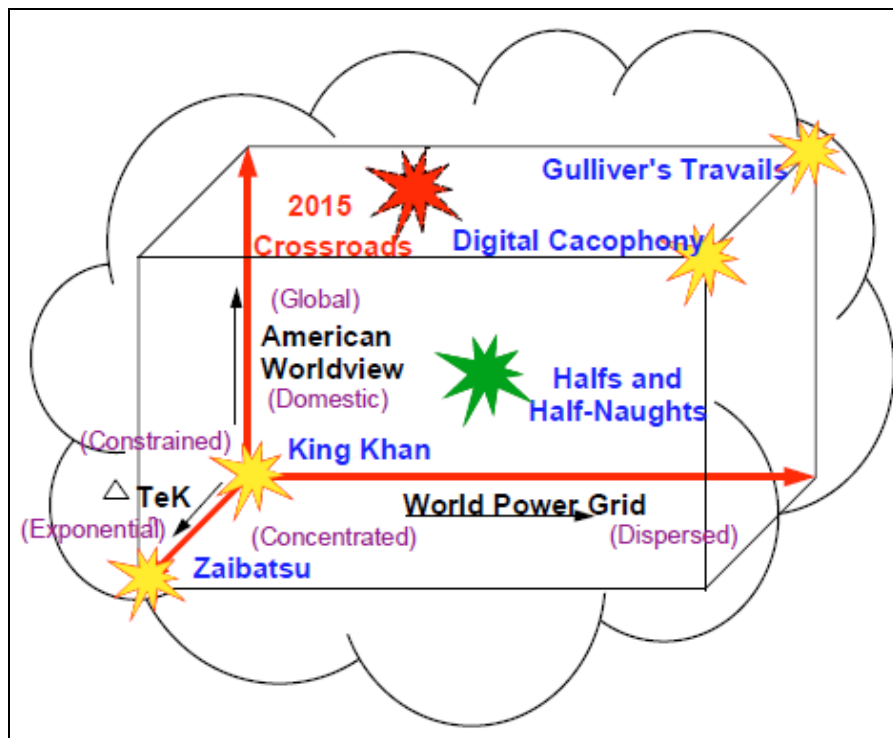 Gulliver's Travails
2015
Crossroads
Digital Cacophony
(Global)
American
Worldview
(Domestic)
Halfs and
Half-Naughts
(Constrained)
King Khan
△ TeK
World Power Grid
(Exponential)
(Concentrated)
(Dispersed)
Zaibatsu